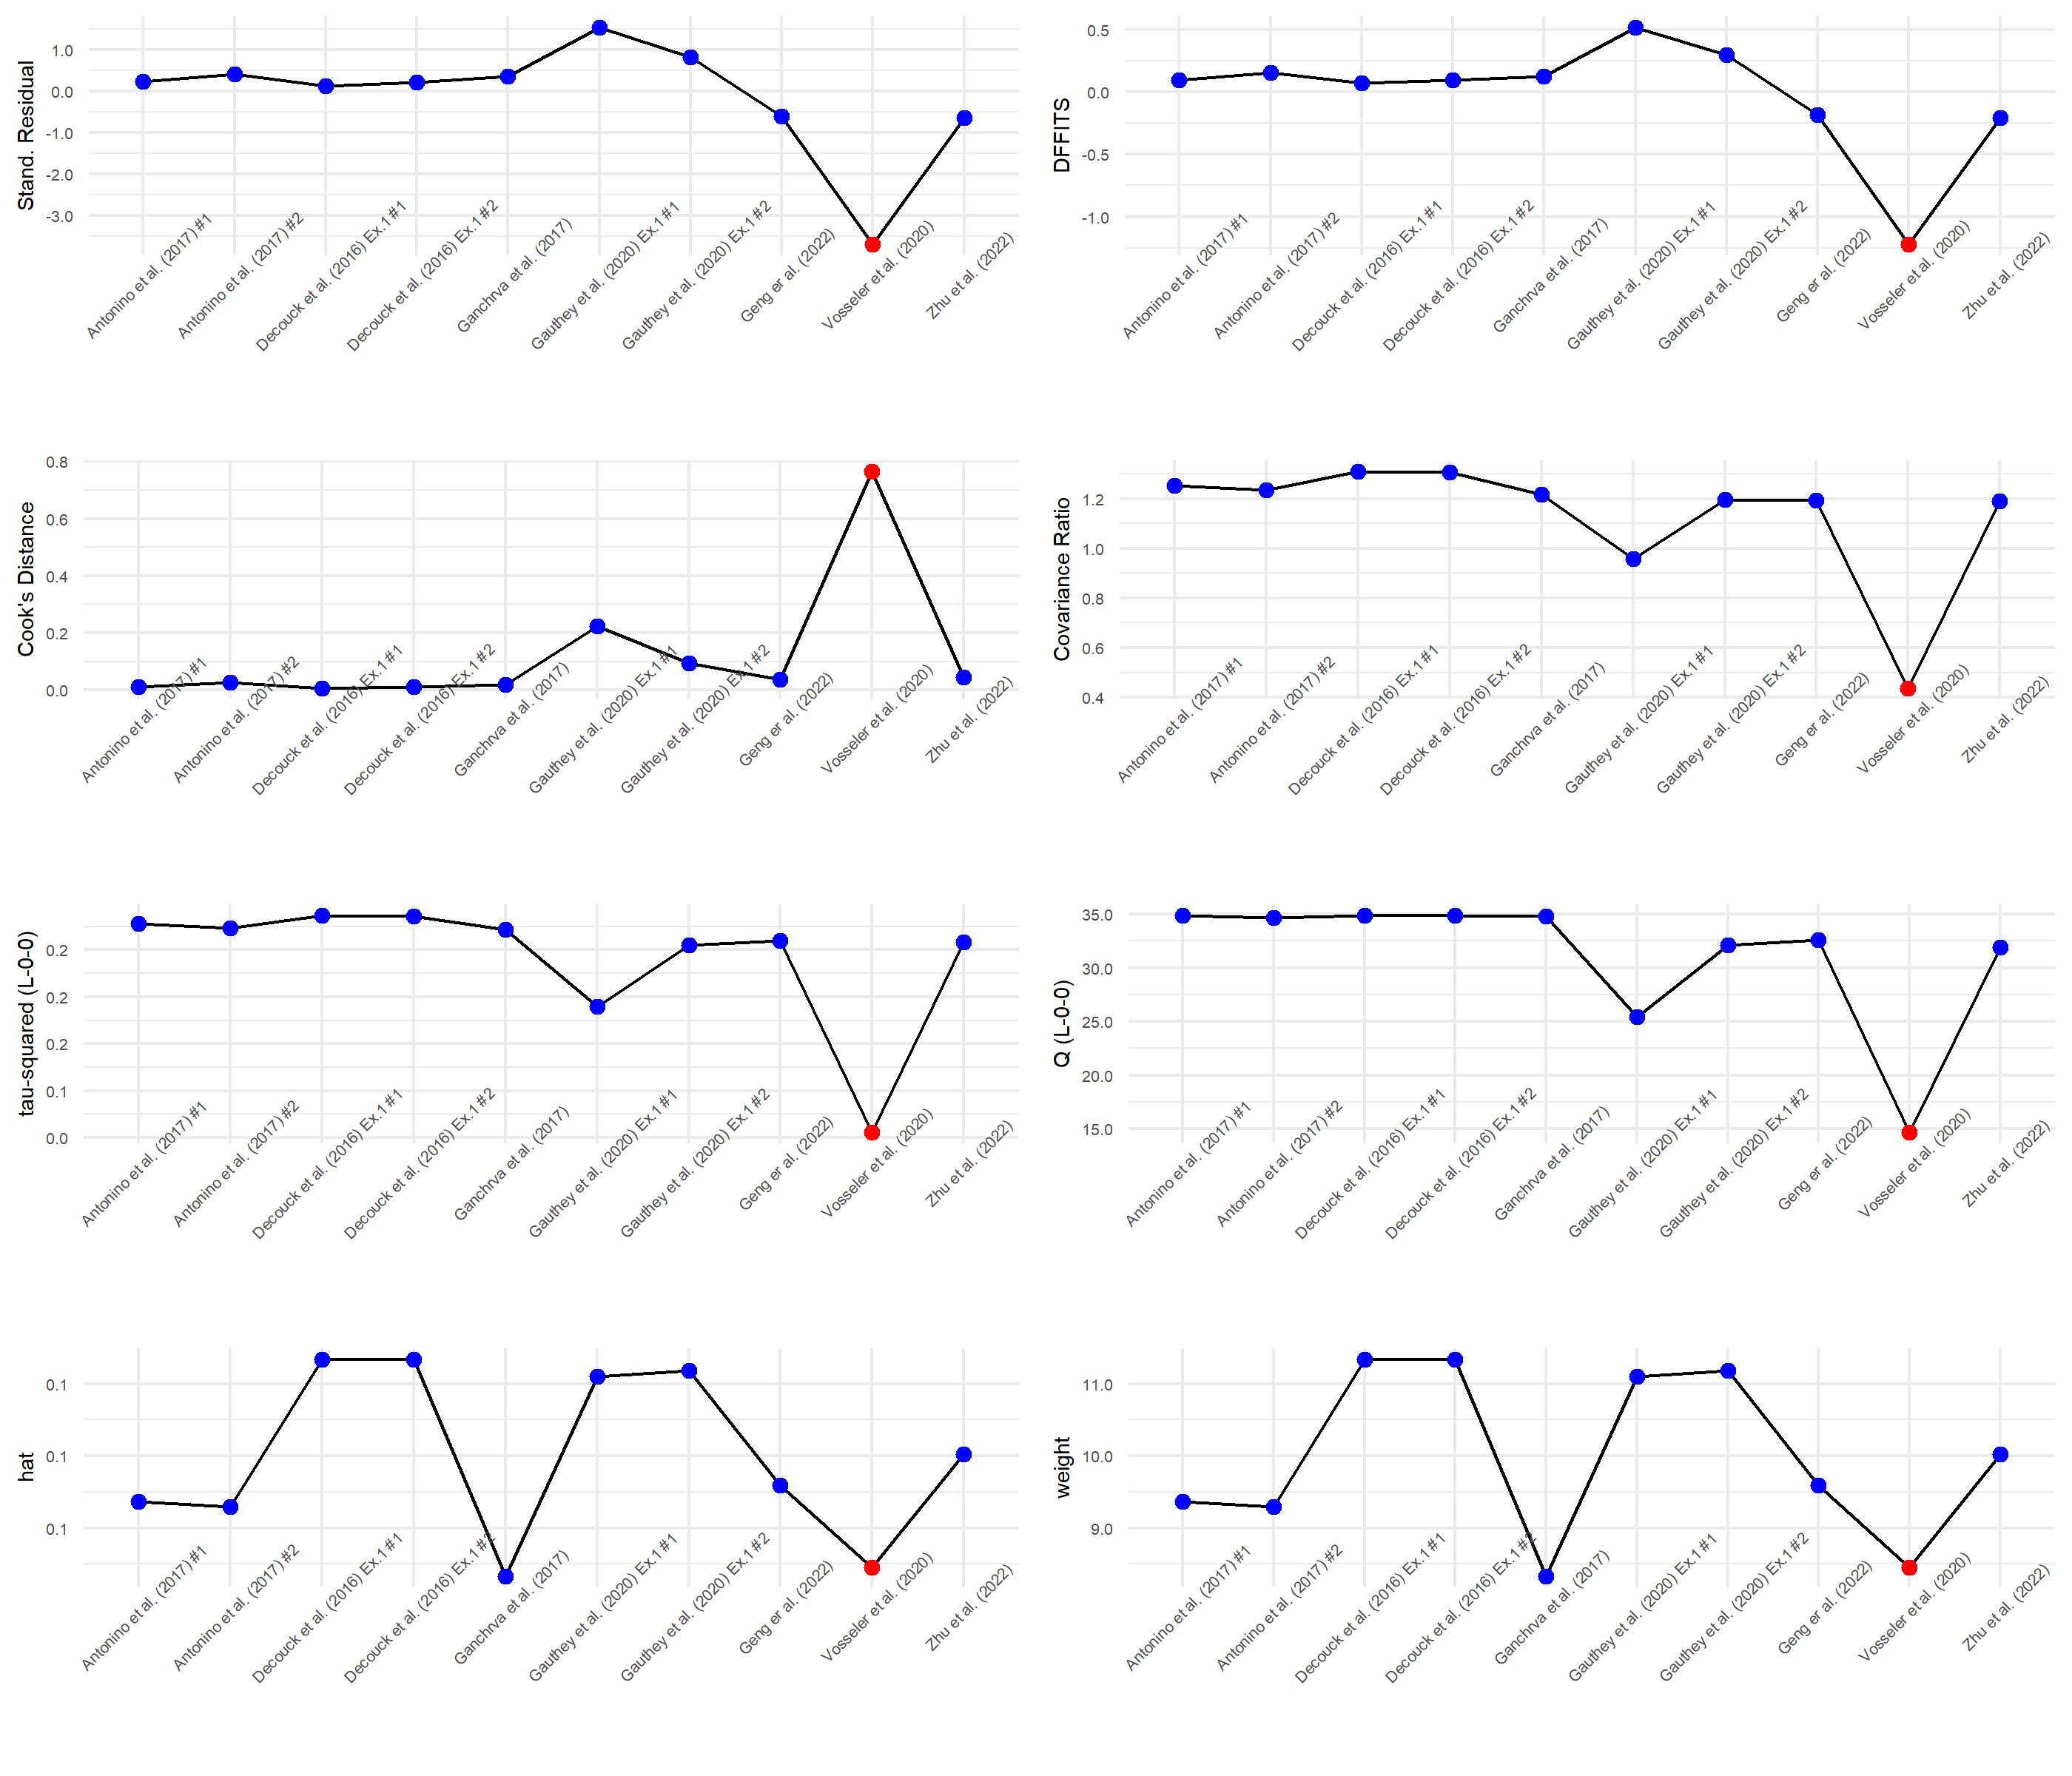 Stand. Residual
1.0
0.0
-1.0
-2.0
-3.0
Antonino et al. (2017) #1
Antonino et al. (2017) #2
Decouck et al. (2016) Ex.1 #1
Decouck et al. (2016) Ex.1 #2
Ganchrva et al. (2017)
Gauthey et al. (2020) Ex.1 #1
Gauthey et al. (2020) Ex.1 #2
Geng er al. (2022)
Vosseler et al. (2020)
Zhu et al. (2022)
DFFITS
0.5
0.0
-0.5
-1.0
Antonino et al. (2017) #1
Antonino et al. (2017) #2
Decouck et al. (2016) Ex.1 #1
Decouck et al. (2016) Ex.1 #2
Ganchrva et al. (2017)
Gauthey et al. (2020) Ex.1 #1
Gauthey et al. (2020) Ex.1 #2
Geng er al. (2022)
Vosseler et al. (2020)
Zhu et al. (2022)
Cook's Distance
0.8
0.6
0.4
0.2
0.0
Antonino et al. (2017) #1
Antonino et al. (2017) #2
Decouck et al. (2016) Ex.1 #1
Decouck et al. (2016) Ex.1 #2
Ganchrva et al. (2017)
Gauthey et al. (2020) Ex.1 #1
Gauthey et al. (2020) Ex.1 #2
Geng er al. (2022)
Vosseler et al. (2020)
Zhu et al. (2022)
Covariance Ratio
1.2
1.0
0.8
0.6
0.4
Antonino et al. (2017) #1
Antonino et al. (2017) #2
Decouck et al. (2016) Ex.1 #1
Decouck et al. (2016) Ex.1 #2
Ganchrva et al. (2017)
Gauthey et al. (2020) Ex.1 #1
Gauthey et al. (2020) Ex.1 #2
Geng er al. (2022)
Vosseler et al. (2020)
Zhu et al. (2022)
tau-squared (L-0-0)
0.2
0.2
0.2
0.1
0.0
Antonino et al. (2017) #1
Antonino et al. (2017) #2
Decouck et al. (2016) Ex.1 #1
Decouck et al. (2016) Ex.1 #2
Ganchrva et al. (2017)
Gauthey et al. (2020) Ex.1 #1
Gauthey et al. (2020) Ex.1 #2
Geng er al. (2022)
Vosseler et al. (2020)
Zhu et al. (2022)
Q (L-0-0)
35.0
30.0
25.0
20.0
15.0
Antonino et al. (2017) #1
Antonino et al. (2017) #2
Decouck et al. (2016) Ex.1 #1
Decouck et al. (2016) Ex.1 #2
Ganchrva et al. (2017)
Gauthey et al. (2020) Ex.1 #1
Gauthey et al. (2020) Ex.1 #2
Geng er al. (2022)
Vosseler et al. (2020)
Zhu et al. (2022)
hat
0.1
0.1
0.1
Antonino et al. (2017) #1
Antonino et al. (2017) #2
Decouck et al. (2016) Ex.1 #1
Decouck et al. (2016) Ex.1 #2
Ganchrva et al. (2017)
Gauthey et al. (2020) Ex.1 #1
Gauthey et al. (2020) Ex.1 #2
Geng er al. (2022)
Vosseler et al. (2020)
Zhu et al. (2022)
weight
11.0
10.0
9.0
Antonino et al. (2017) #1
Antonino et al. (2017) #2
Decouck et al. (2016) Ex.1 #1
Decouck et al. (2016) Ex.1 #2
Ganchrva et al. (2017)
Gauthey et al. (2020) Ex.1 #1
Gauthey et al. (2020) Ex.1 #2
Geng er al. (2022)
Vosseler et al. (2020)
Zhu et al. (2022)